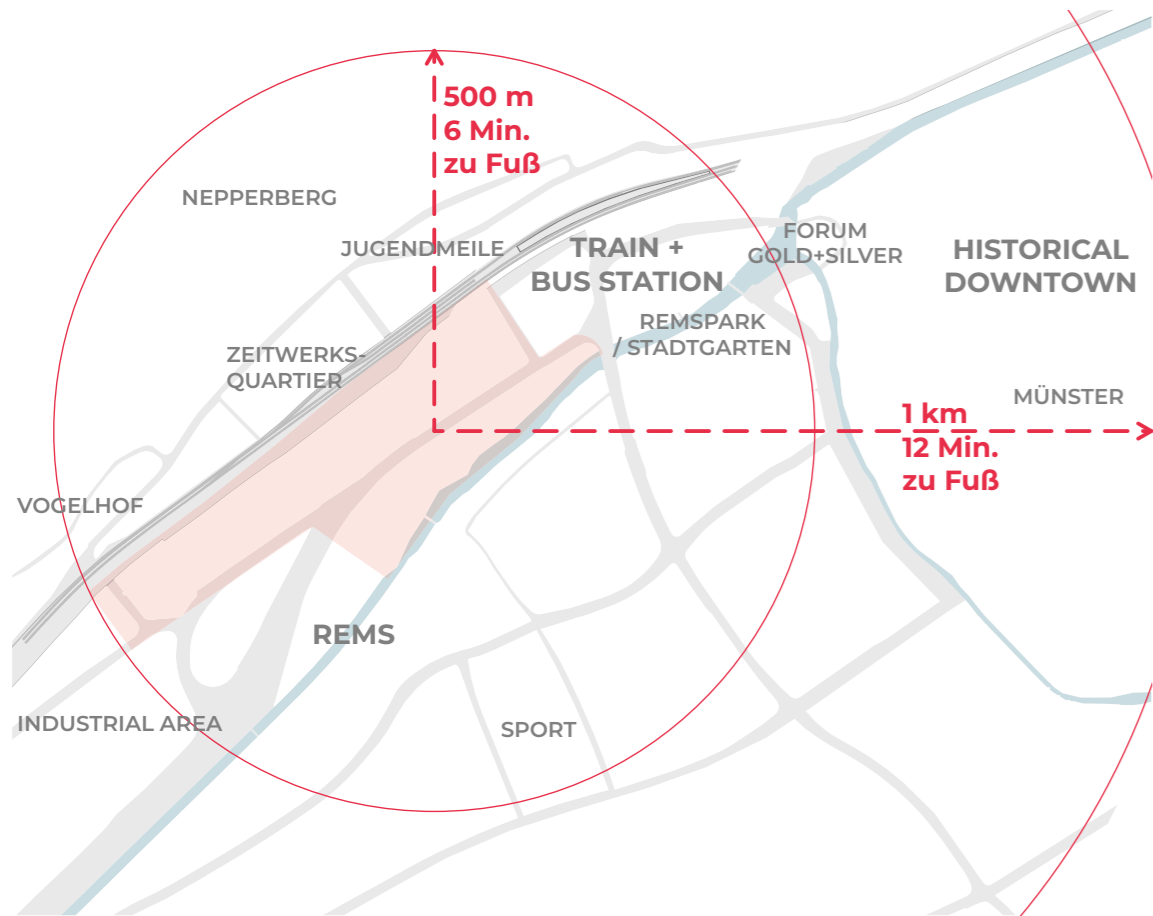 500 m
6 Min.
zu Fuß
NEPPERBERG
JUGENDMEILE
TRAIN +
BUS STATION
FORUM
GOLD+SILVER
HISTORICAL
DOWNTOWN
REMSPARK
/ STADTGARTEN
ZEITWERKS-
QUARTIER
MÜNSTER
1 km
12 Min.
zu Fuß
VOGELHOF
REMS
INDUSTRIAL AREA
SPORT